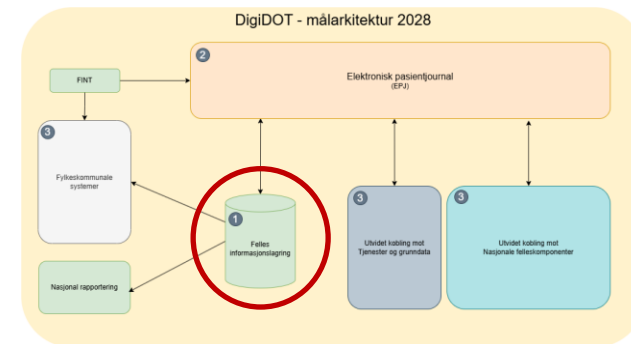 DigiDOT - målarkitektur 2028
2
Elektronisk pasientjournal
(EPJ)
FINT
3
Fylkeskommunale
systemer
1
Felles
informasjonslagring
3
Utvidet kobling mot
Tjenester og grunndata
3
Utvidet kobling mot
Nasjonale felleskomponenter
Nasjonal rapportering